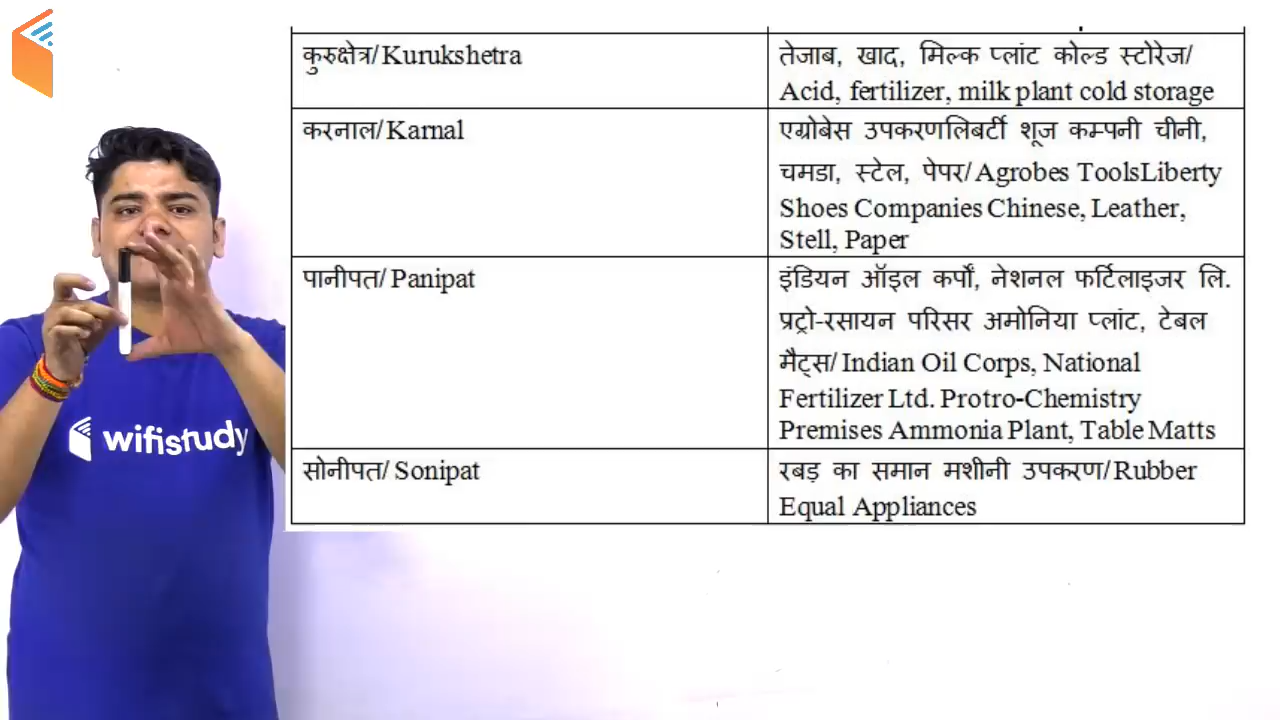 कुरुक्षेत्र/ Kurukshetra
तेजाब, खाद, मिल्क प्लांट कोल्ड स्टोरेज/
Acid, fertilizer, milk plant cold storage
करनाल/ Karnal
एग्रोबेस उपकरणलिबर्टी शूज कम्पनी चीनी,
चमडा, स्टेल, पेपर/ Agrobes ToolsLiberty
Shoes Companies Chinese, Leather,
Stell, Paper
पानीपत/ Panipat
इंडियन ऑइल कर्पों, नेशनल फर्टिलाइजर लि.
प्रट्रो-रसायन परिसर अमोनिया प्लांट, टेबल
मैट्स/ Indian Oil Corps, National
Fertilizer Ltd. Protro-Chemistry
Premises Ammonia Plant, Table Matts
सोनीपत/ Sonipat
रबड़ का समान मशीनी उपकरण/ Rubber
Equal Appliances
wifistudy